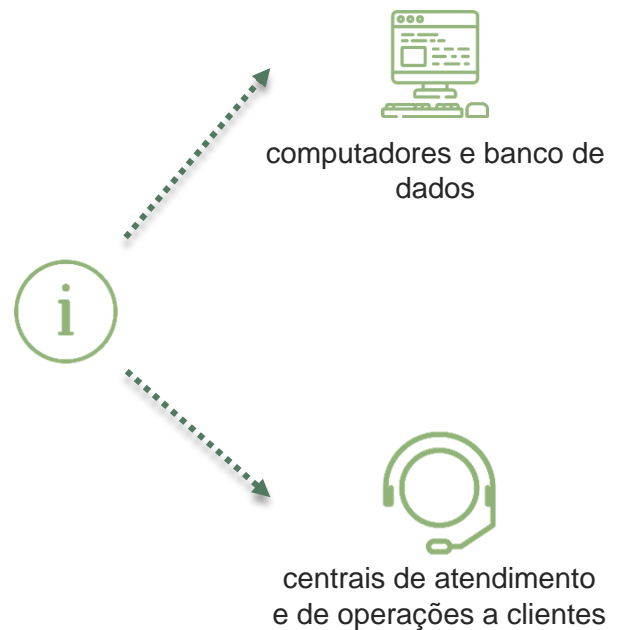 computadores e banco de
dados
i
centrais de atendimento
e de operações a clientes